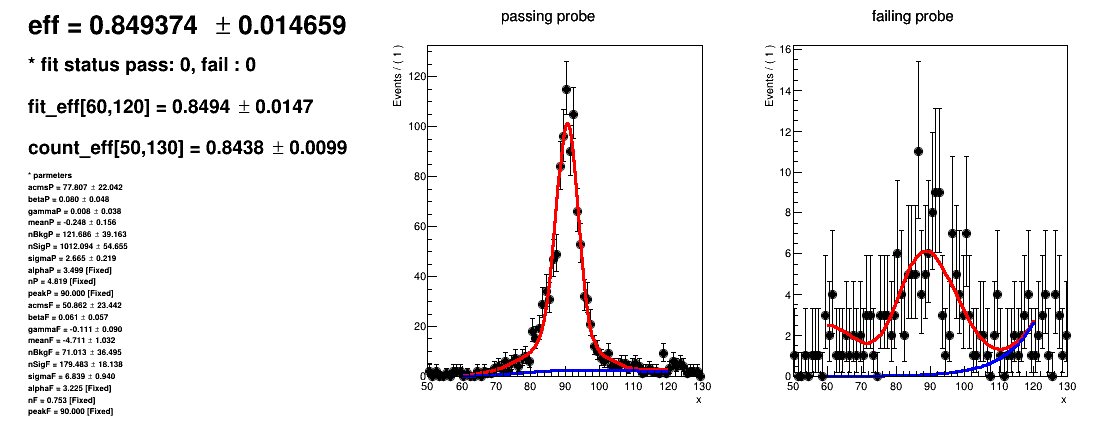 eff = 0.849374 ± 0.014659
* fit status pass: 0, fail : 0
fit_eff[60,120] = 0.8494 ± 0.0147
count_eff[50,130] = 0.8438 ± 0.0099
* parmeters
acmsP = 77.807 ± 22.042
betaP = 0.080 ± 0.048
gammaP = 0.008 ± 0.038
meanP = -0.248 ± 0.156
nBkgP = 121.686 ± 39.163
nSigP = 1012.094 ± 54.655
sigmaP = 2.665 ± 0.219
alphaP = 3.499 [Fixed]
nP = 4.819 [Fixed]
peakP = 90.000 [Fixed]
acmsF = 50.862 ± 23.442
betaF = 0.061 ± 0.057
gammaF = -0.111 ± 0.090
meanF = -4.711 ± 1.032
nBkgF = 71.013 ± 36.495
nSigF = 179.483 ± 18.138
sigmaF = 6.839 ± 0.940
alphaF = 3.225 [Fixed]
nF = 0.753 [Fixed]
peakF = 90.000 [Fixed]
passing probe
Events / ( 1 )
120
100
80
60
40
20
0
50 60 70 80 90 100 110 120 130
x
failing probe
Events / ( 1 )
16
14
12
10
8
6
4
2
0
50 60 70 80 90 100 110 120 130
x